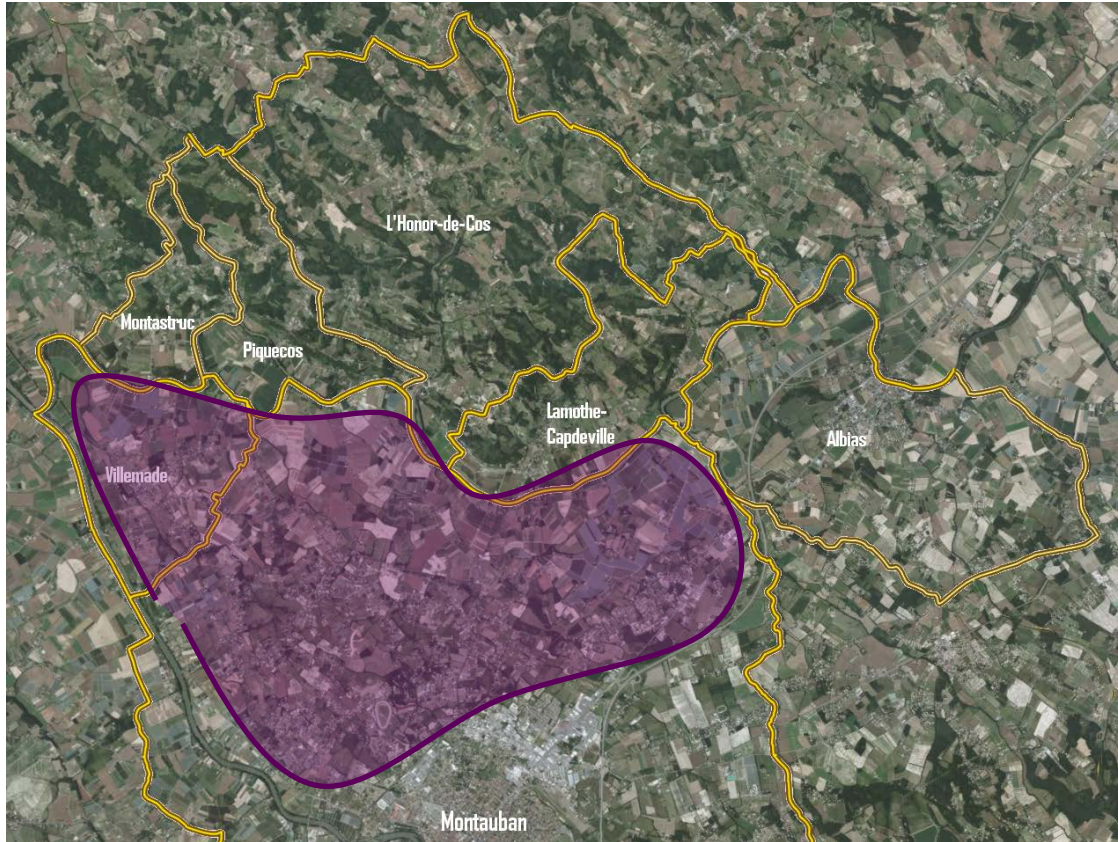 L'Honor-de-Cos
Montastruc
Piquecos
Lamothe-
Capdeville
Albias
Villemade
Montauban